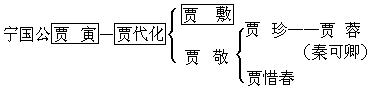 贾 敷
贾 珍——贾 蓉
宁国公贾 寅—贾代化
(秦可卿)
贾 敬
贾惜春